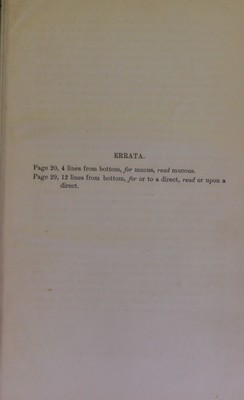 ERRATA.
Page 20, 4 lines from bottom, for mucus, read mucous.
Page 29, 12 lines from bottom, for or to a direct, read or upon a
direct.